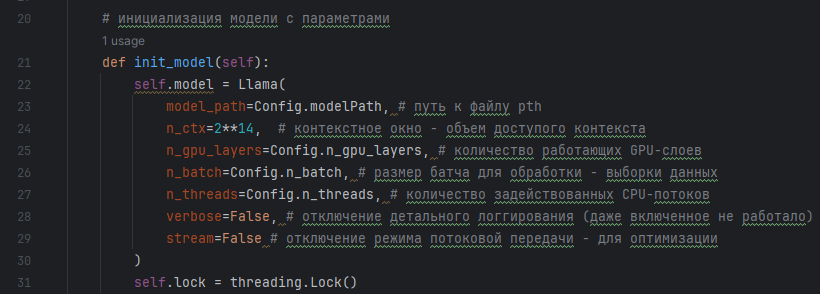 20 # инициализация модели с параметрами
1 usage
21 def init_model(self):
22 self.model = Llama(
23 model_path=Config.modelPath, # путь к файлу pth
24 n_ctx=2**14, # контекстное окно - объем доступого контекста
25 n_gpu_layers=Config.n_gpu_layers, # количество работающих GPU-слоев
26 n_batch=Config.n_batch, # размер батча для обработки - выборки данных
27 n_threads=Config.n_threads, # количество задействованных CPU-потоков
28 verbose=False, # отключение детального логгирования (даже включенное не работало)
29 stream=False # отключение режима потоковой передачи - для оптимизации
30 )
31 self.lock = threading.Lock()